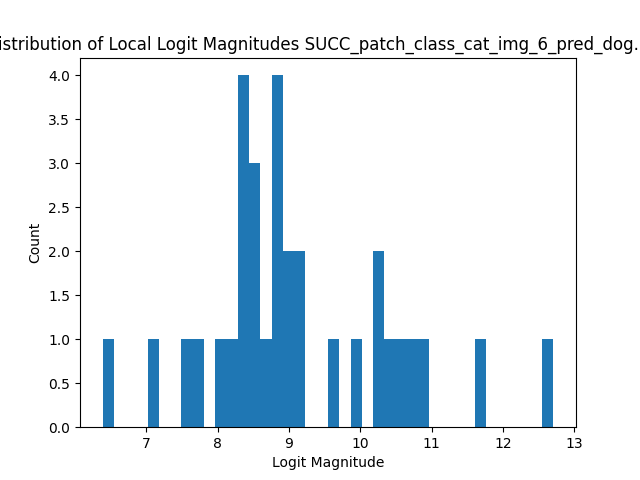 istribution of Local Logit Magnitudes SUCC_patch_class_cat_img_6_pred_dog.
4.0
3.5
3.0
2.5
2.0
1.5
1.0
0.5
0.0
Count
7 8 9 10 11 12 13
Logit Magnitude